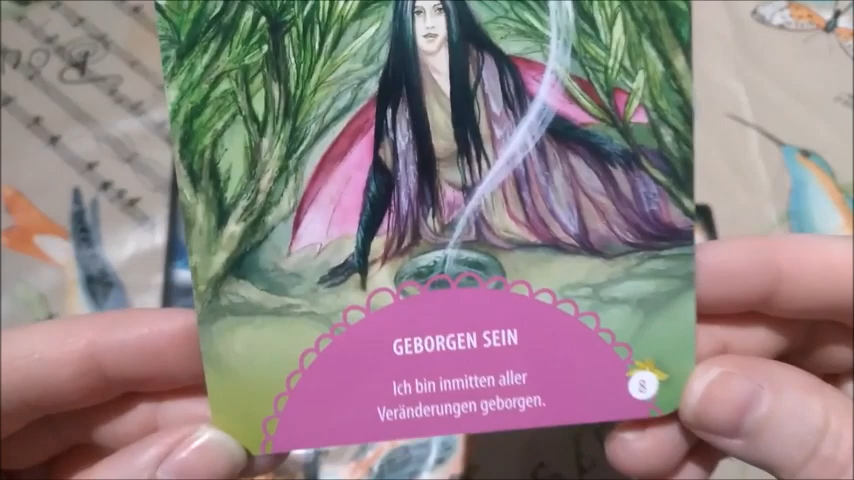 GEBORGEN SEIN
Ich bin inmitten aller
Veränderungen geborgen.
8